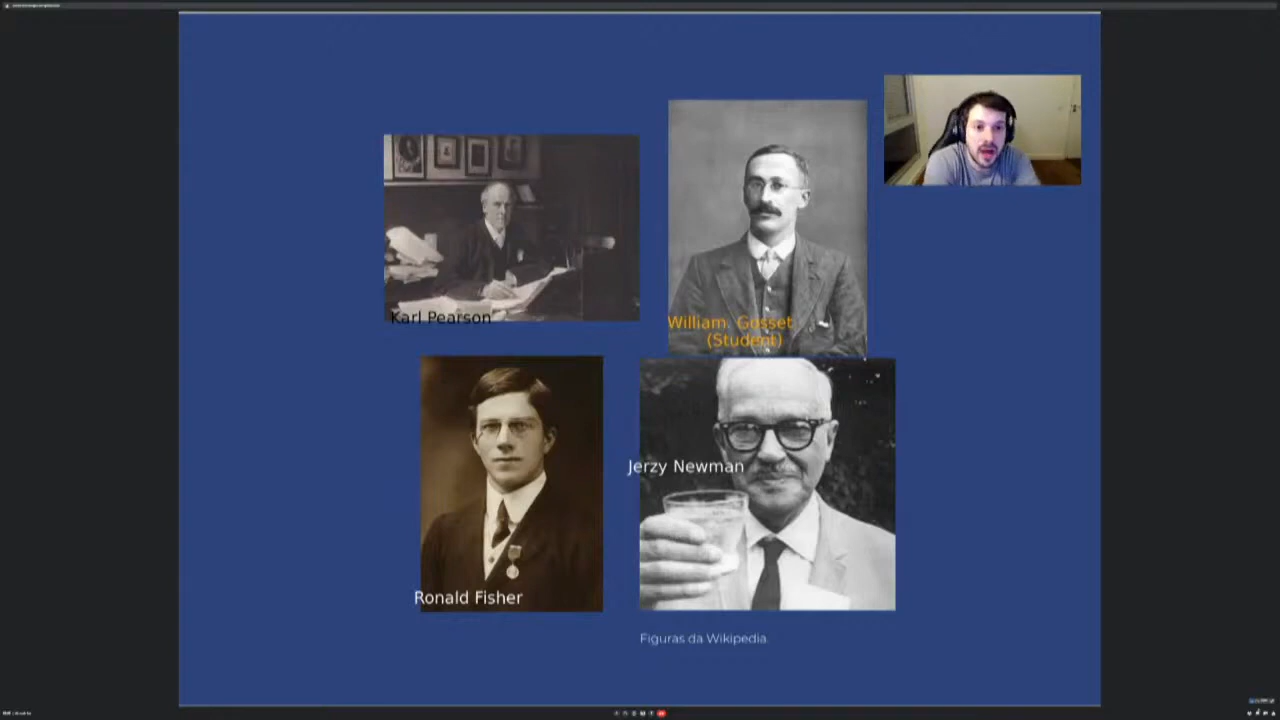 Karl Pearson
William Gosset
(Student)
Jerzy Newman
Ronald Fisher
Figuras da Wikipedia